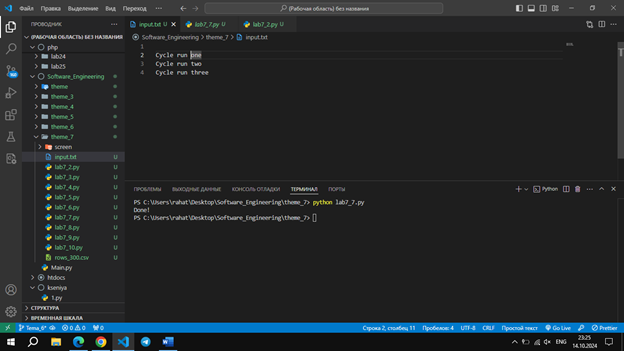 Файл Правка Выделение Вид Переход ...
(Рабочая область) Без названия
ПРОВОДНИК
...
input.txt U
lab7_7.py U
lab7_2.py U
(РАБОЧАЯ ОБЛАСТЬ) БЕЗ НАЗВАНИЯ
Software_Engineering > theme_7 > input.txt
php
lab24
lab25
Software_Engineering
theme
theme_3
theme_4
theme_5
theme_6
theme_7
screen
input.txt U
lab7_2.py U
lab7_3.py U
lab7_4.py U
lab7_5.py U
lab7_6.py U
lab7_7.py U
lab7_8.py U
lab7_9.py U
lab7_10.py U
rows_300.csv U
Main.py
htdocs
kseniya
1.py
СТРУКТУРА
ВРЕМЕННАЯ ШКАЛА
1
2 Cycle run one
3 Cycle run two
4 Cycle run three
ПРОБЛЕМЫ ВЫХОДНЫЕ ДАННЫЕ КОНСОЛЬ ОТЛАДКИ ТЕРМИНАЛ ПОРТЫ
Python
PS C:\Users\rahat\Desktop\Software_Engineering\theme_7> python lab7_7.py
Done!
PS C:\Users\rahat\Desktop\Software_Engineering\theme_7>
Tema_6* 0 0 0
Строка 2, столбец 11 Пробелов: 4 UTF-8 CRLF Простой текст Go Live Prettier
23:25
14.10.2024